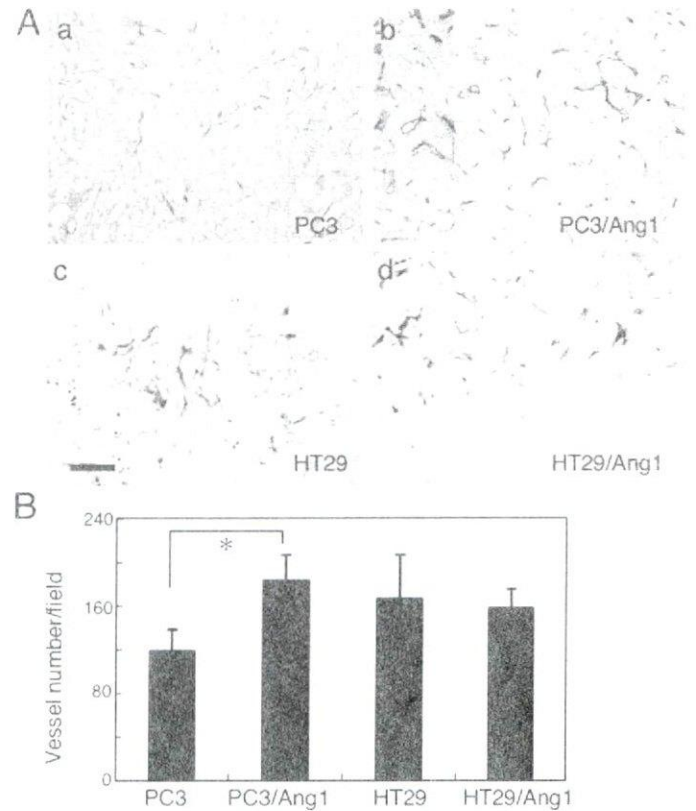 A
a
b
PC3
PC3/Ang1
c
d
HT29
HT29/Ang1
B
Vessel number/field
240
160
80
0
*
PC3 PC3/Ang1 HT29 HT29/Ang1